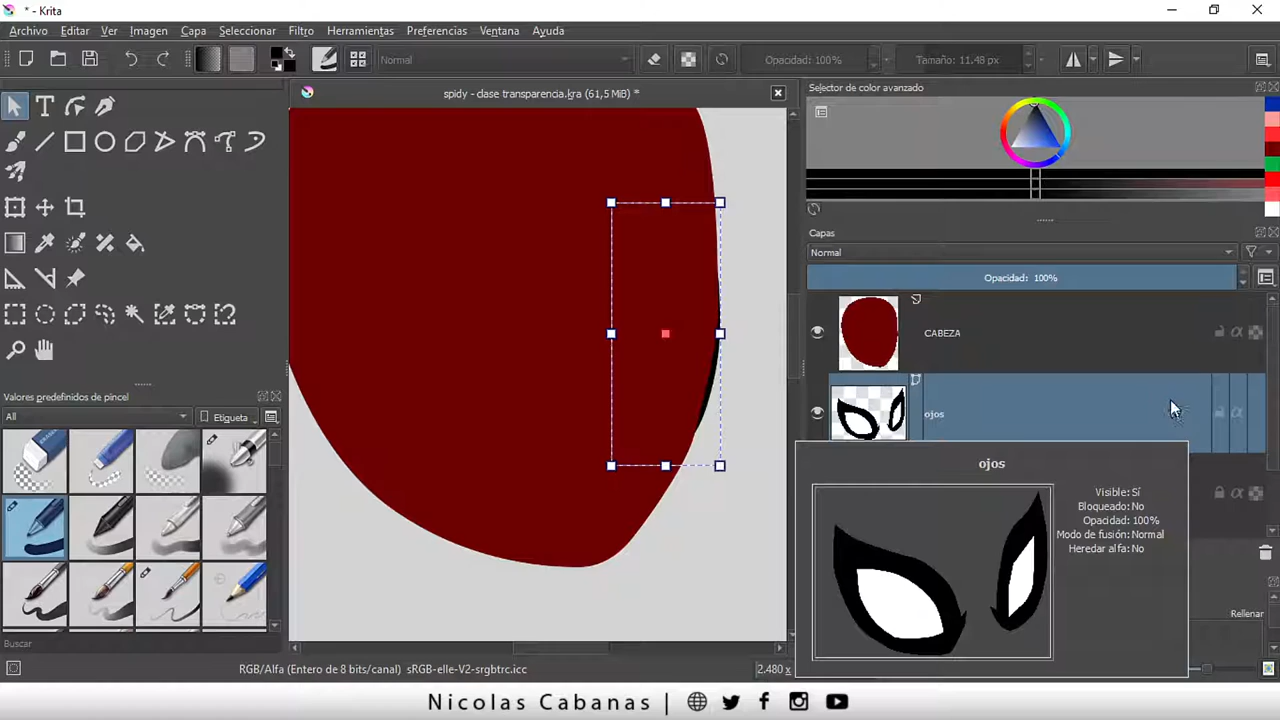 * - Krita
Archivo Editar Ver Imagen Capa Seleccionar Filtro Herramientas Preferencias Ventana Ayuda
Normal
Opacidad: 100%
Tamaño: 11.48 px
spidy - clase transparencia.kra (61,5 MiB) *
Selector de color avanzado
Capas
Normal
Opacidad: 100%
CABEZA
ojos
Valores predefinidos de pincel
All
Etiqueta
Buscar
ojos
Visible: Sí
Bloqueado: No
Opacidad: 100%
Modo de fusión: Normal
Heredar alfa: No
Rellenar
RGB/Alfa (Entero de 8 bits/canal) sRGB-elle-V2-srgbtrc.icc
2.480 x
Nicolas Cabanas |